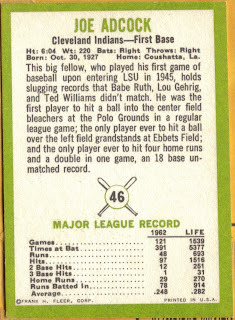 JOE ADCOCK
Cleveland Indians—First Base
Ht: 6:04 Wt: 220 Bats: Right Throws: Right
Born: Oct. 30, 1927 Home: Coushatta, La.
This big fellow, who played his first game of
baseball upon entering LSU in 1945, holds
slugging records that Babe Ruth, Lou Gehrig,
and Ted Williams didn't match. He was the
first player to hit a ball into the center field
bleachers at the Polo Grounds in a regular
league game; the only player ever to hit a ball
over the left field grandstands at Ebbets Field;
and the only player ever to hit four home runs
and a double in one game, an 18 base un-
matched record.
46
MAJOR LEAGUE RECORD
1962 LIFE
Games 121 1539
Times at Bat 391 5377
Runs 48 693
Hits 97 1516
2 Base Hits 12 251
3 Base Hits 1 31
Home Runs 29 270
Runs Batted In 78 914
Average .248 .282
©FRANK H. FLEER, CORP. PRINTED IN U.S.A.